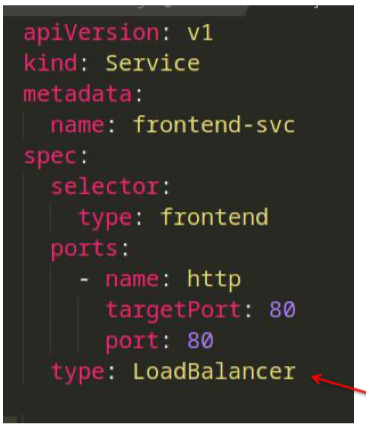 apiVersion: v1
kind: Service
metadata:
  name: frontend-svc
spec:
  selector:
    type: frontend
  ports:
    - name: http
      targetPort: 80
      port: 80
  type: LoadBalancer